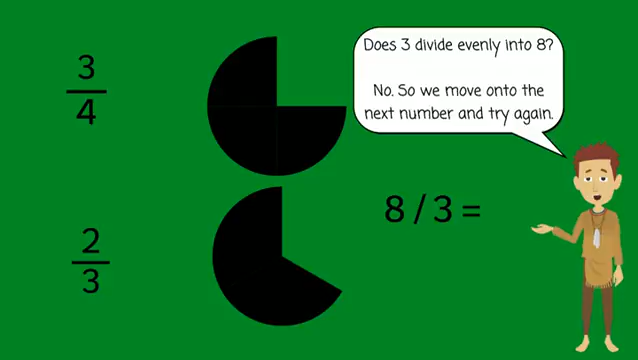 3
4
Does 3 divide evenly into 8?
No. So we move onto the
next number and try again.
8 / 3 =
2
3